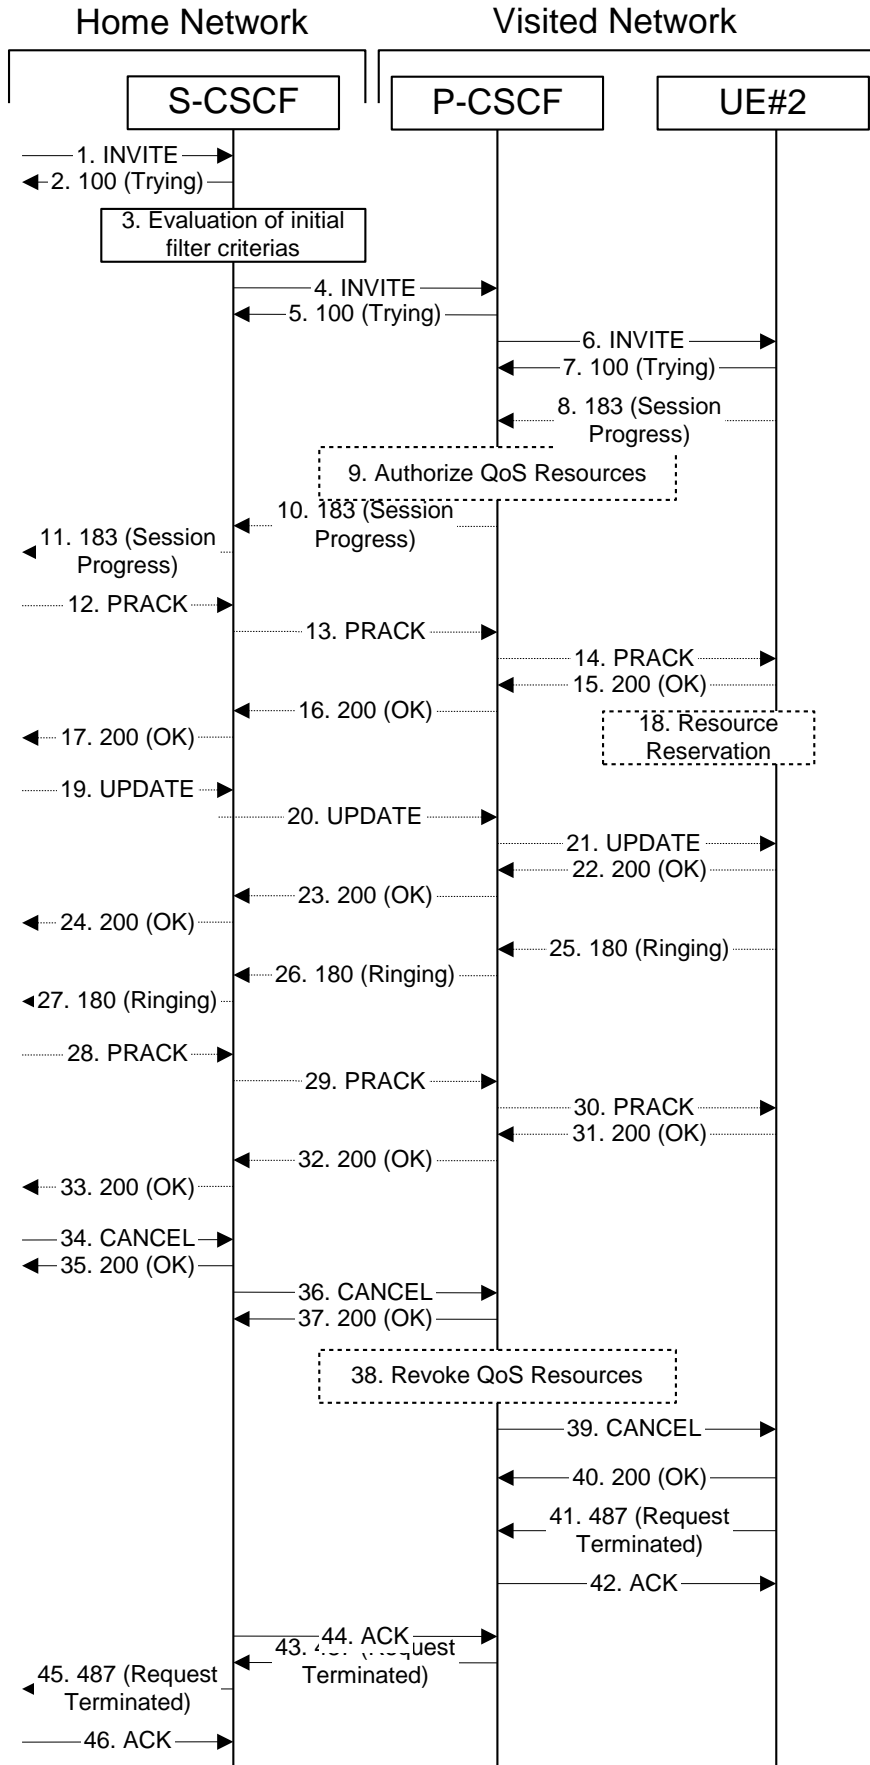 Home Network
Visited Network
S-CSCF
P-CSCF
UE#2
1. INVITE
2. 100 (Trying)
3. Evaluation of initial
filter criterias
4. INVITE
5. 100 (Trying)
6. INVITE
7. 100 (Trying)
8. 183 (Session
Progress)
9. Authorize QoS Resources
10. 183 (Session
Progress)
11. 183 (Session
Progress)
12. PRACK
13. PRACK
14. PRACK
15. 200 (OK)
16. 200 (OK)
17. 200 (OK)
18. Resource
Reservation
19. UPDATE
20. UPDATE
21. UPDATE
22. 200 (OK)
23. 200 (OK)
24. 200 (OK)
25. 180 (Ringing)
26. 180 (Ringing)
27. 180 (Ringing)
28. PRACK
29. PRACK
30. PRACK
31. 200 (OK)
32. 200 (OK)
33. 200 (OK)
34. CANCEL
35. 200 (OK)
36. CANCEL
37. 200 (OK)
38. Revoke QoS Resources
39. CANCEL
40. 200 (OK)
41. 487 (Request
Terminated)
42. ACK
44. ACK
43. 487 (Request
Terminated)
45. 487 (Request
Terminated)
46. ACK